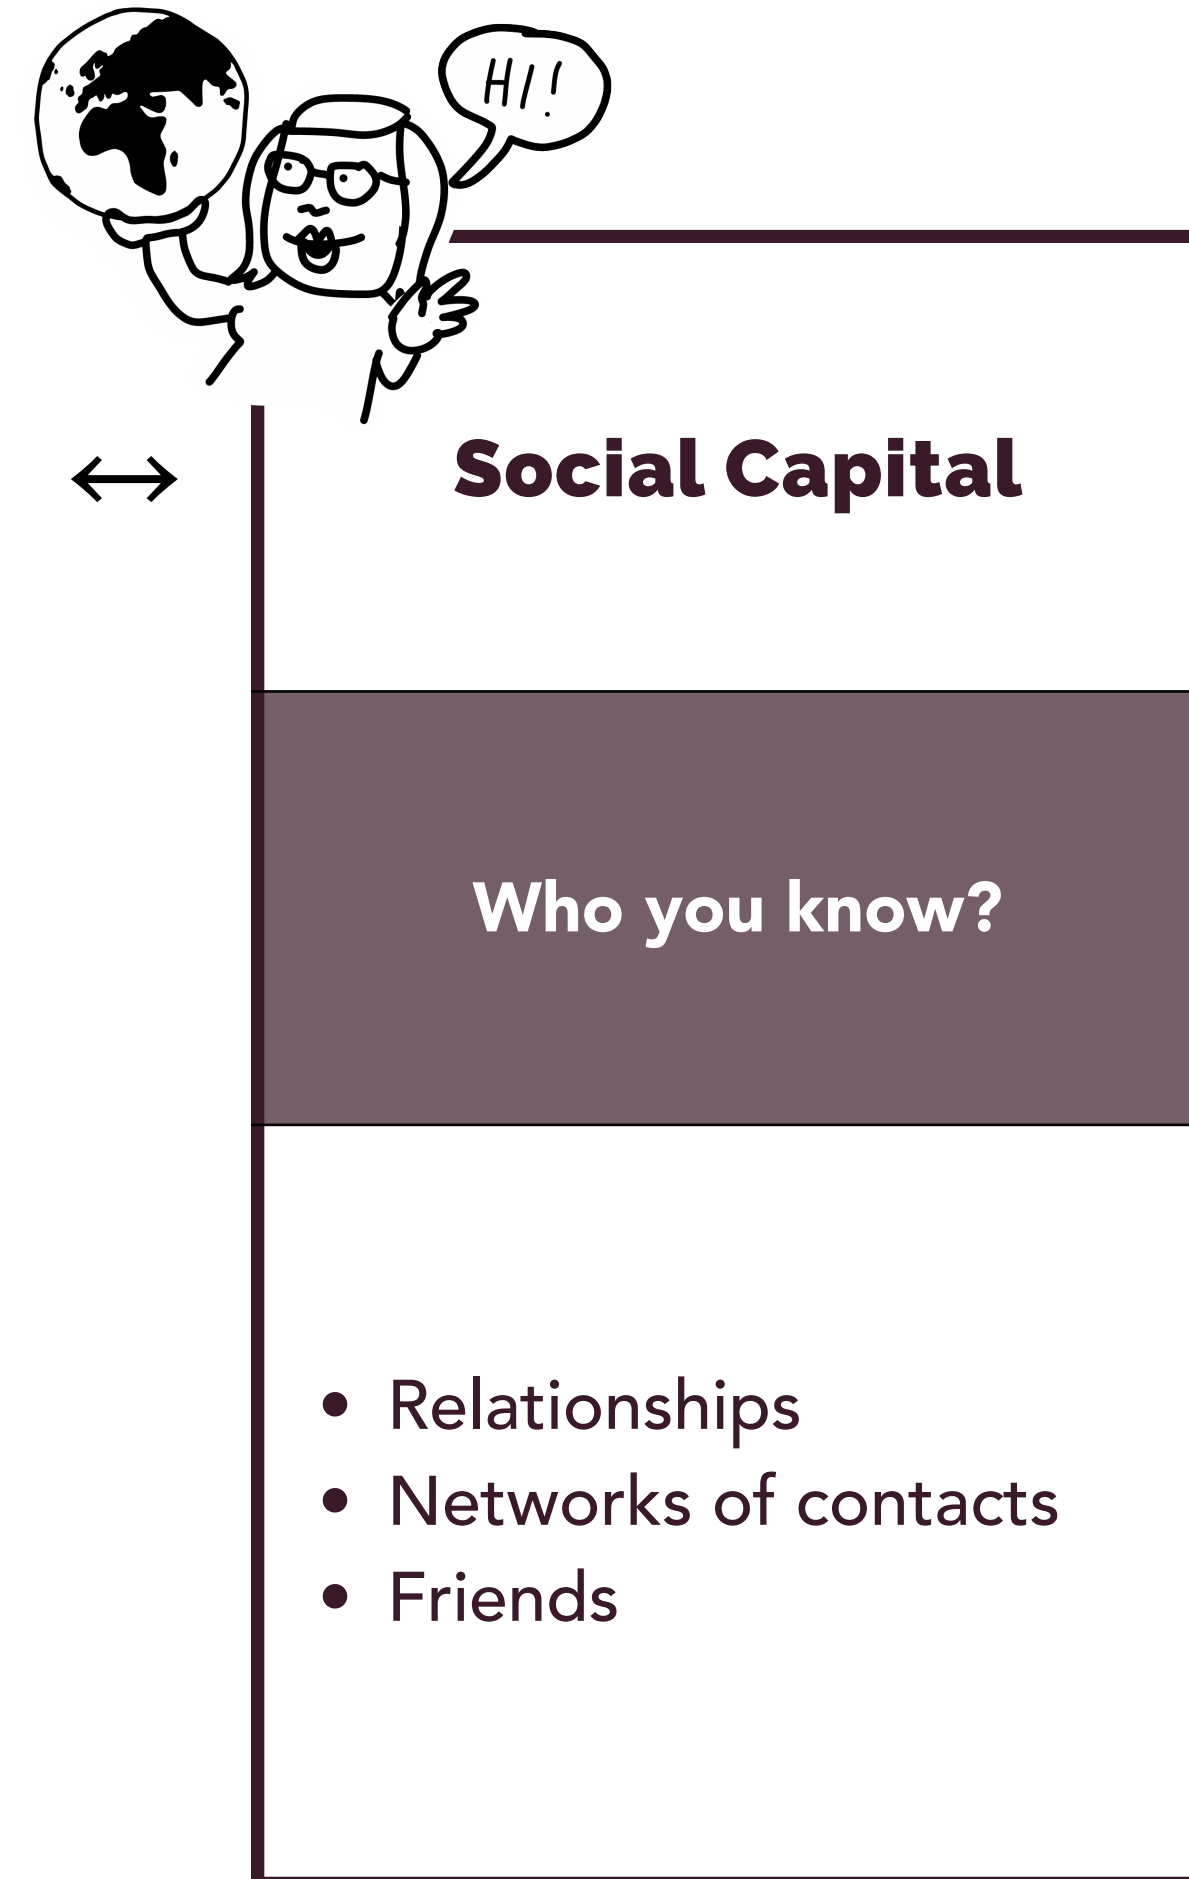 HI!
Social Capital
Who you know?
• Relationships
• Networks of contacts
• Friends